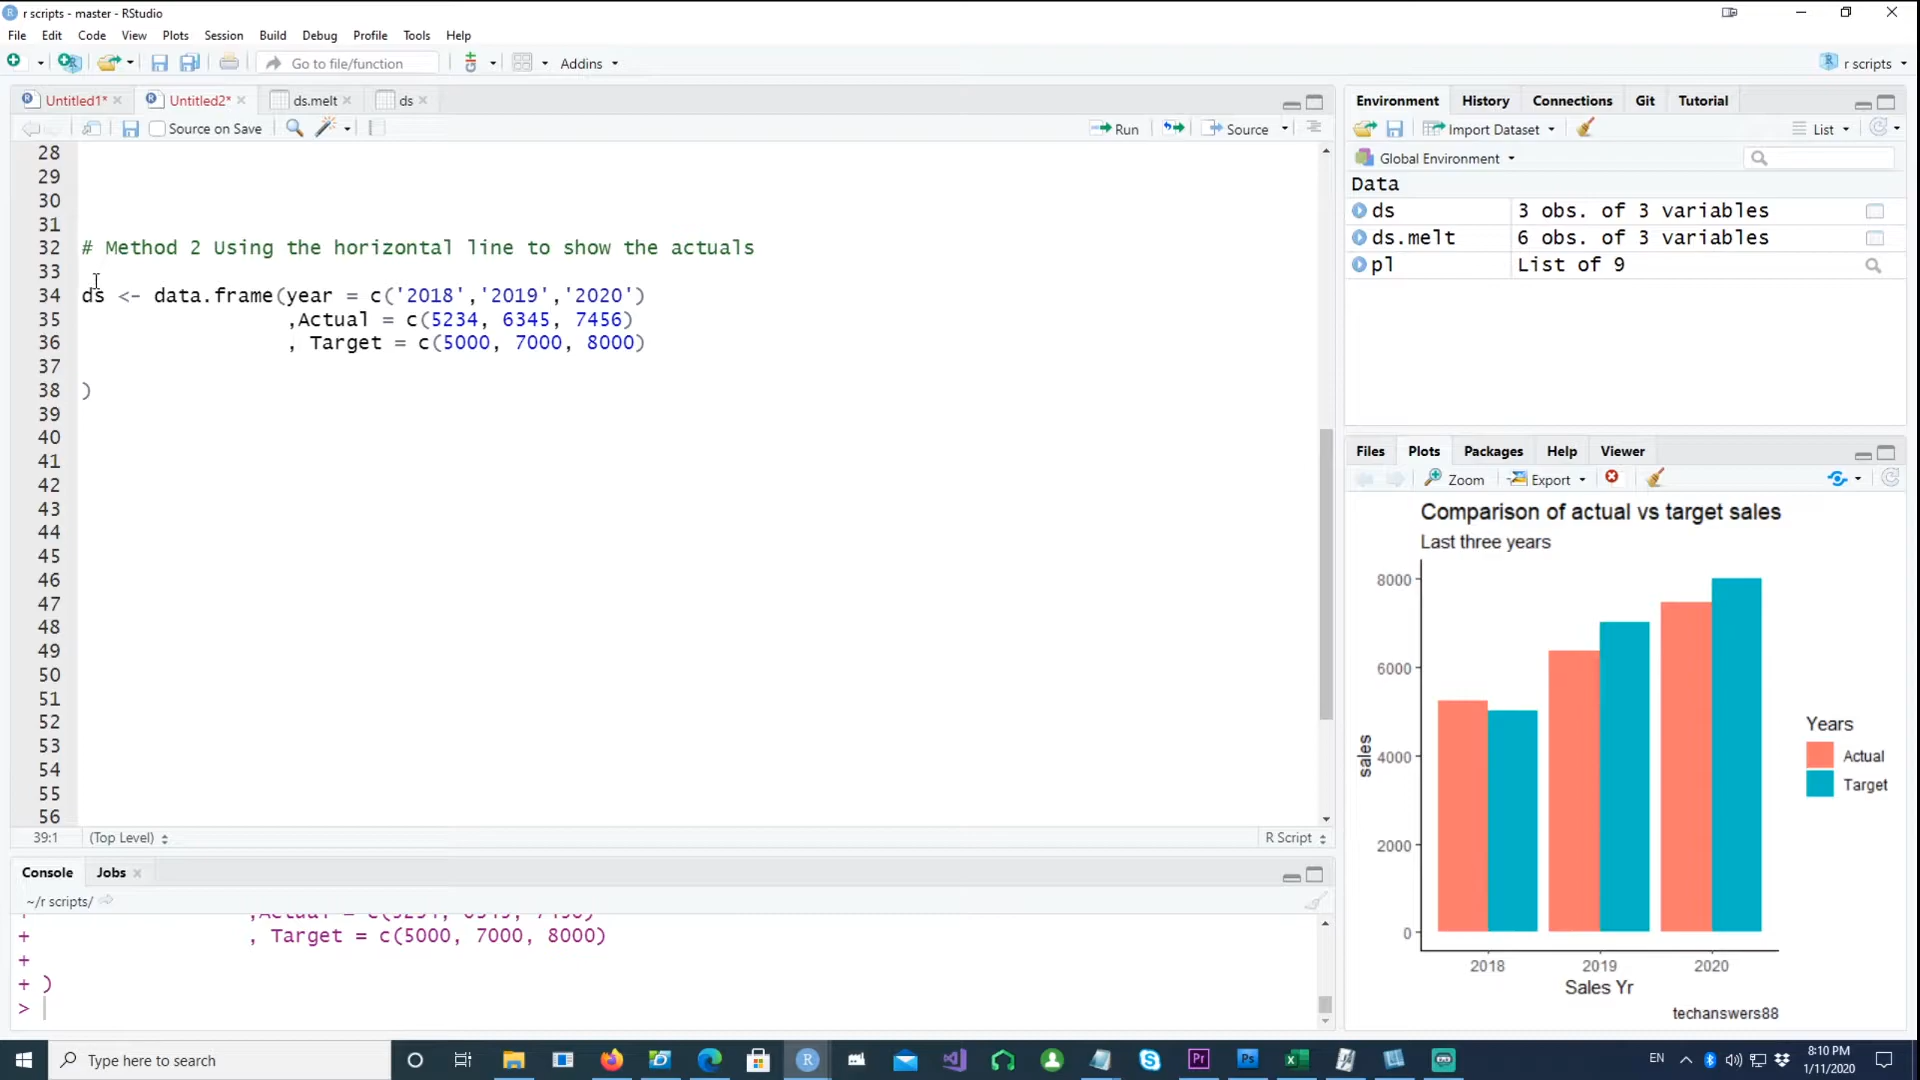 r scripts - master - RStudio
File Edit Code View Plots Session Build Debug Profile Tools Help
Go to file/function Addins r scripts
Untitled1* Untitled2* ds.melt ds
Source on Save Run Source
28
29
30
31
32 # Method 2 Using the horizontal line to show the actuals
33
34 ds <- data.frame(year = c('2018','2019','2020')
35 ,Actual = c(5234, 6345, 7456)
36 , Target = c(5000, 7000, 8000)
37
38 )
39
40
41
42
43
44
45
46
47
48
49
50
51
52
53
54
55
56
39:1 (Top Level) R Script
Console Jobs
~/r scripts/
+ ,Actual = c(5234, 6345, 7456)
+ , Target = c(5000, 7000, 8000)
+
+ )
>
Environment History Connections Git Tutorial
Import Dataset List
Global Environment
Data
ds 3 obs. of 3 variables
ds.melt 6 obs. of 3 variables
pl List of 9
Files Plots Packages Help Viewer
Zoom Export
Comparison of actual vs target sales
Last three years
8000
6000
4000
2000
0
sales
2018 2019 2020
Sales Yr
Years
Actual
Target
techanswers88
Type here to search
EN
8:10 PM
1/11/2020